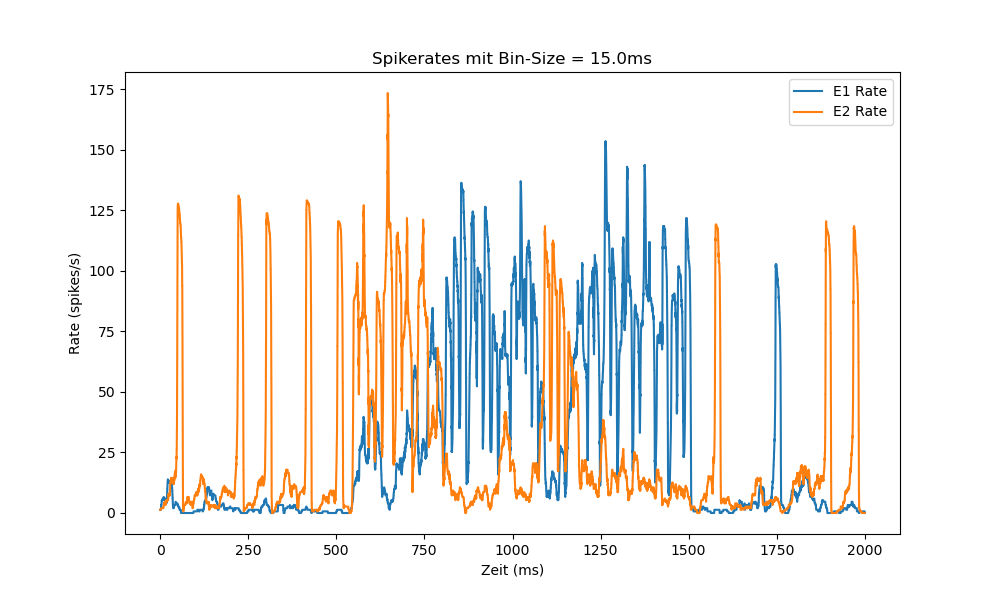 Spikerates mit Bin-Size = 15.0ms
E1 Rate
E2 Rate
175
150
125
100
75
50
25
0
Rate (spikes/s)
0 250 500 750 1000 1250 1500 1750 2000
Zeit (ms)